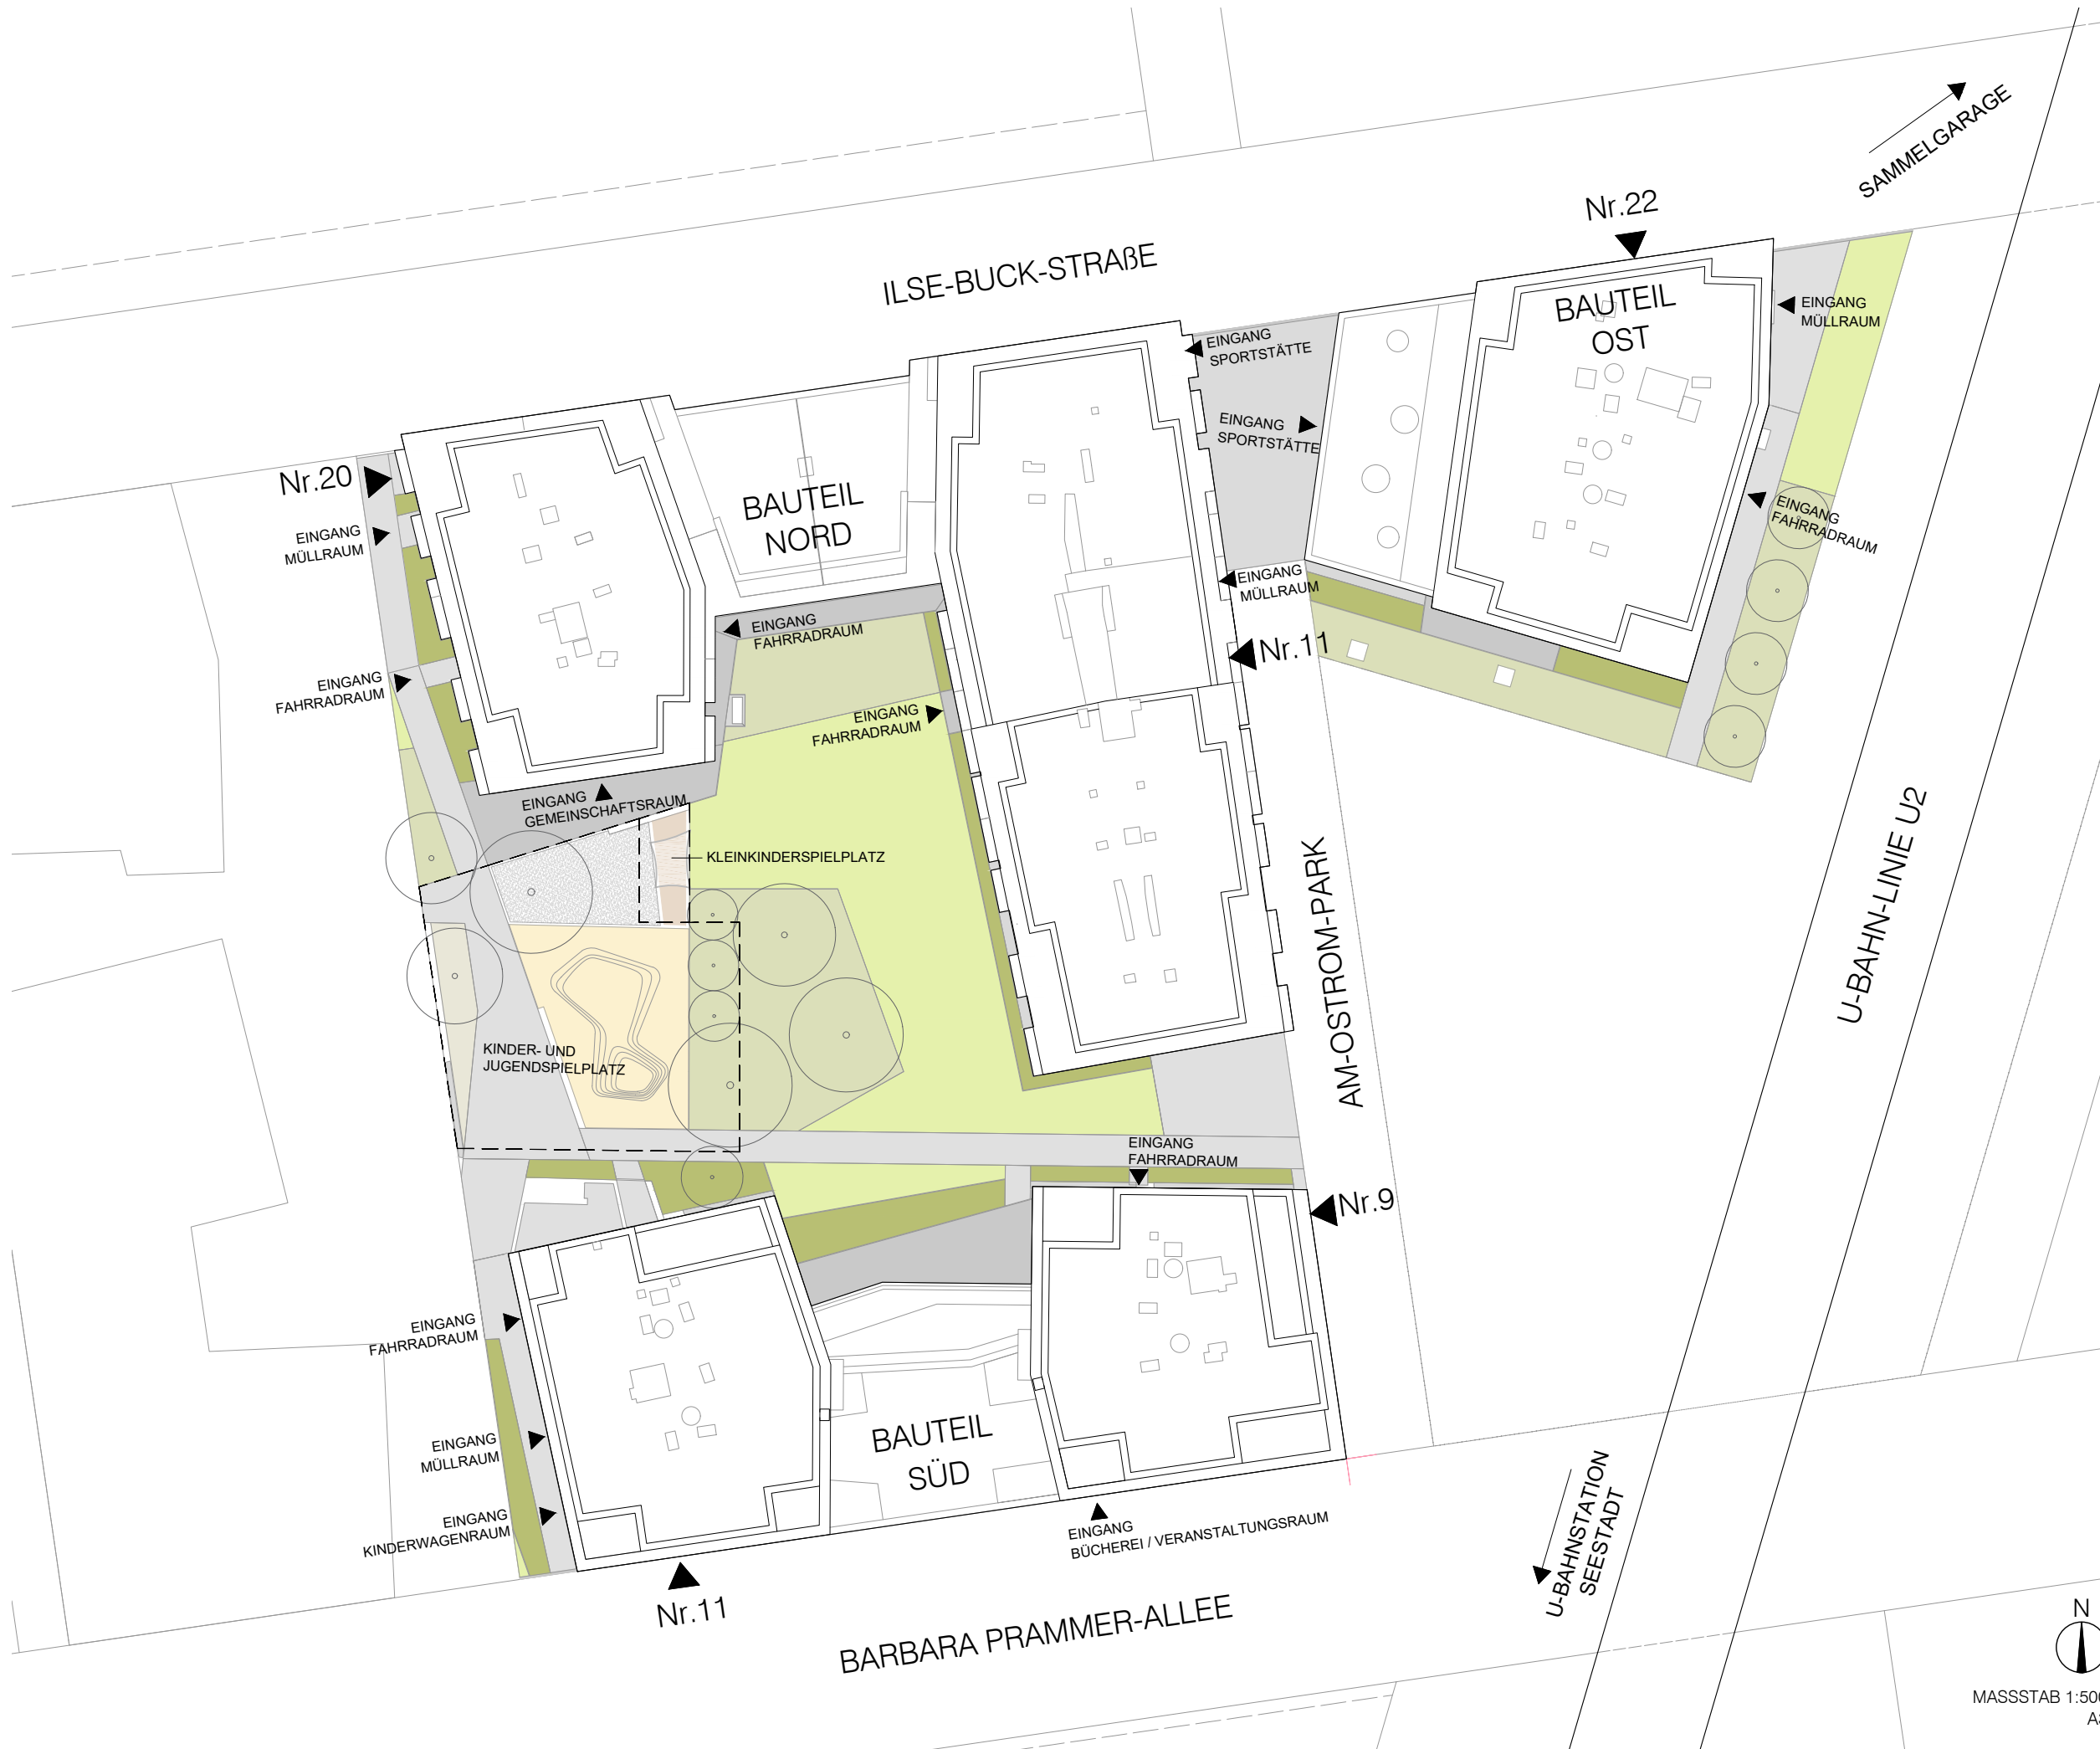 SAMMELGARAGE
Nr.22
ILSE-BUCK-STRAßE
BAUTEIL
OST
EINGANG
MÜLLRAUM
EINGANG
SPORTSTÄTTE
EINGANG
SPORTSTÄTTE
Nr.20
BAUTEIL
NORD
EINGANG
MÜLLRAUM
EINGANG
FAHRRADRAUM
EINGANG
MÜLLRAUM
EINGANG
FAHRRADRAUM
Nr.11
EINGANG
FAHRRADRAUM
EINGANG
FAHRRADRAUM
EINGANG
GEMEINSCHAFTSRAUM
KLEINKINDERSPIELPLATZ
U-BAHN-LINIE U2
AM-OSTROM-PARK
KINDER- UND
JUGENDSPIELPLATZ
EINGANG
FAHRRADRAUM
Nr.9
EINGANG
FAHRRADRAUM
BAUTEIL
SÜD
EINGANG
MÜLLRAUM
EINGANG
KINDERWAGENRAUM
EINGANG
BÜCHEREI / VERANSTALTUNGSRAUM
U-BAHNSTATION
SEESTADT
Nr.11
BARBARA PRAMMER-ALLEE
N
MASSSTAB 1:500